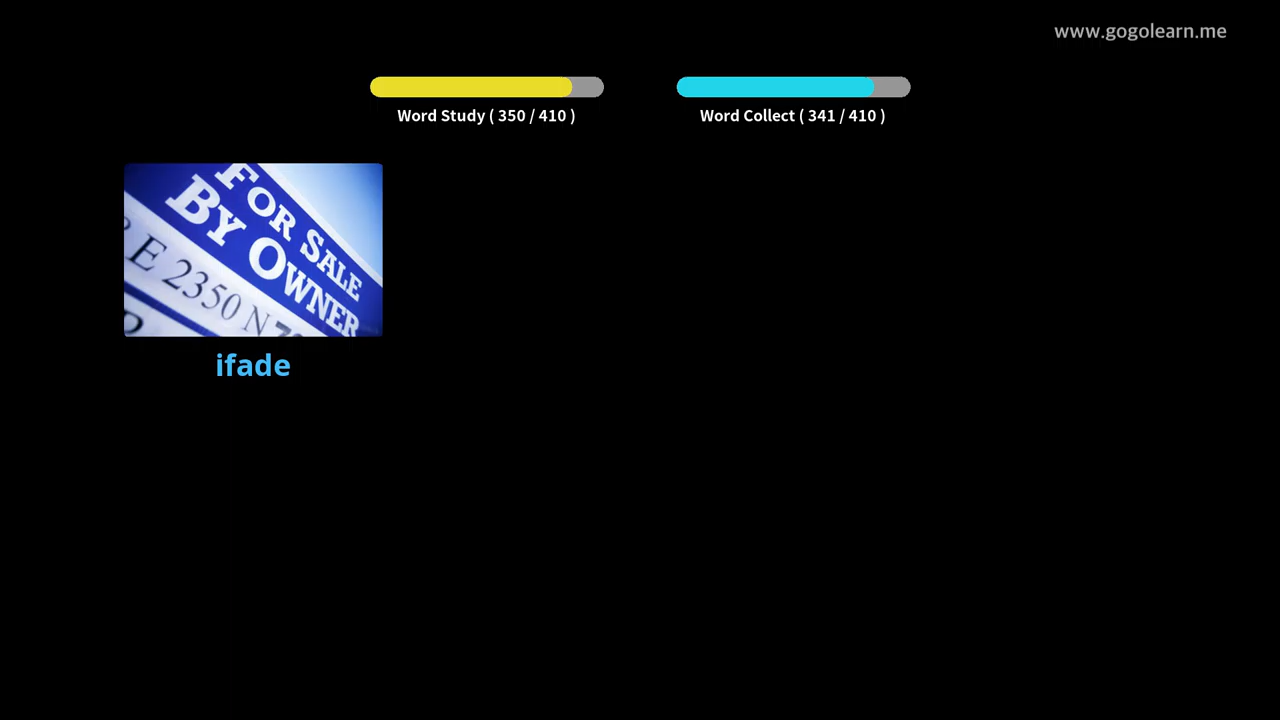 www.gogolearn.me
Word Study ( 350 / 410 )
Word Collect ( 341 / 410 )
FOR SALE
BY OWNER
E 2350 N
ifade